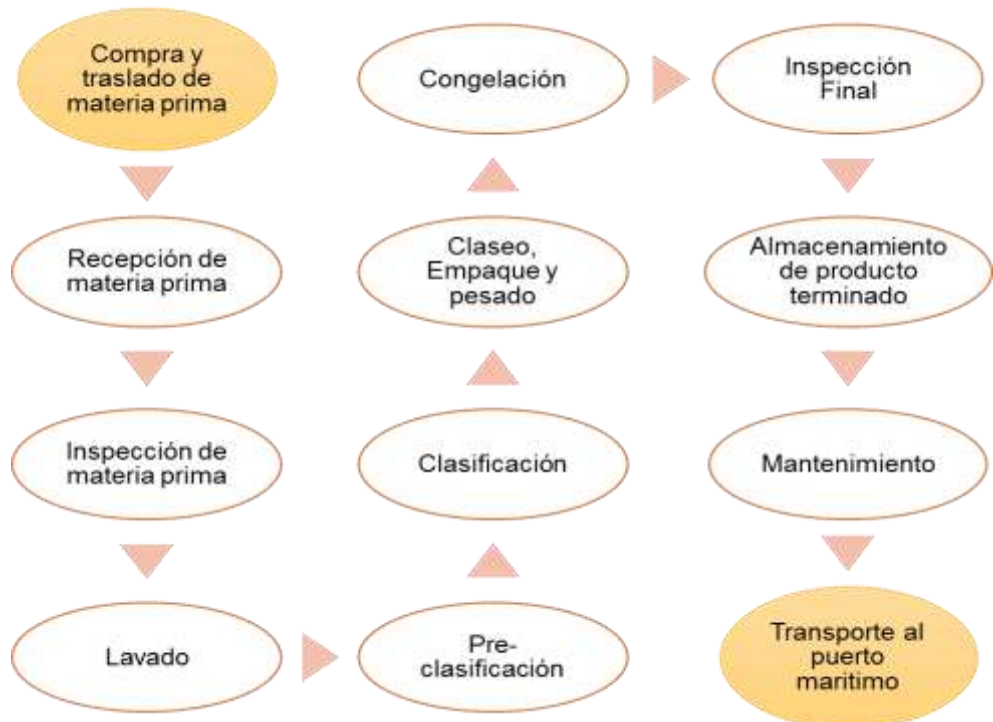 Compra y
traslado de
materia prima
Recepción de
materia prima
Inspección de
materia prima
Lavado
Pre-
clasificación
Clasificación
Claseo,
Empaque y
pesado
Congelación
Inspección
Final
Almacenamiento
de producto
terminado
Mantenimiento
Transporte al
puerto
maritimo